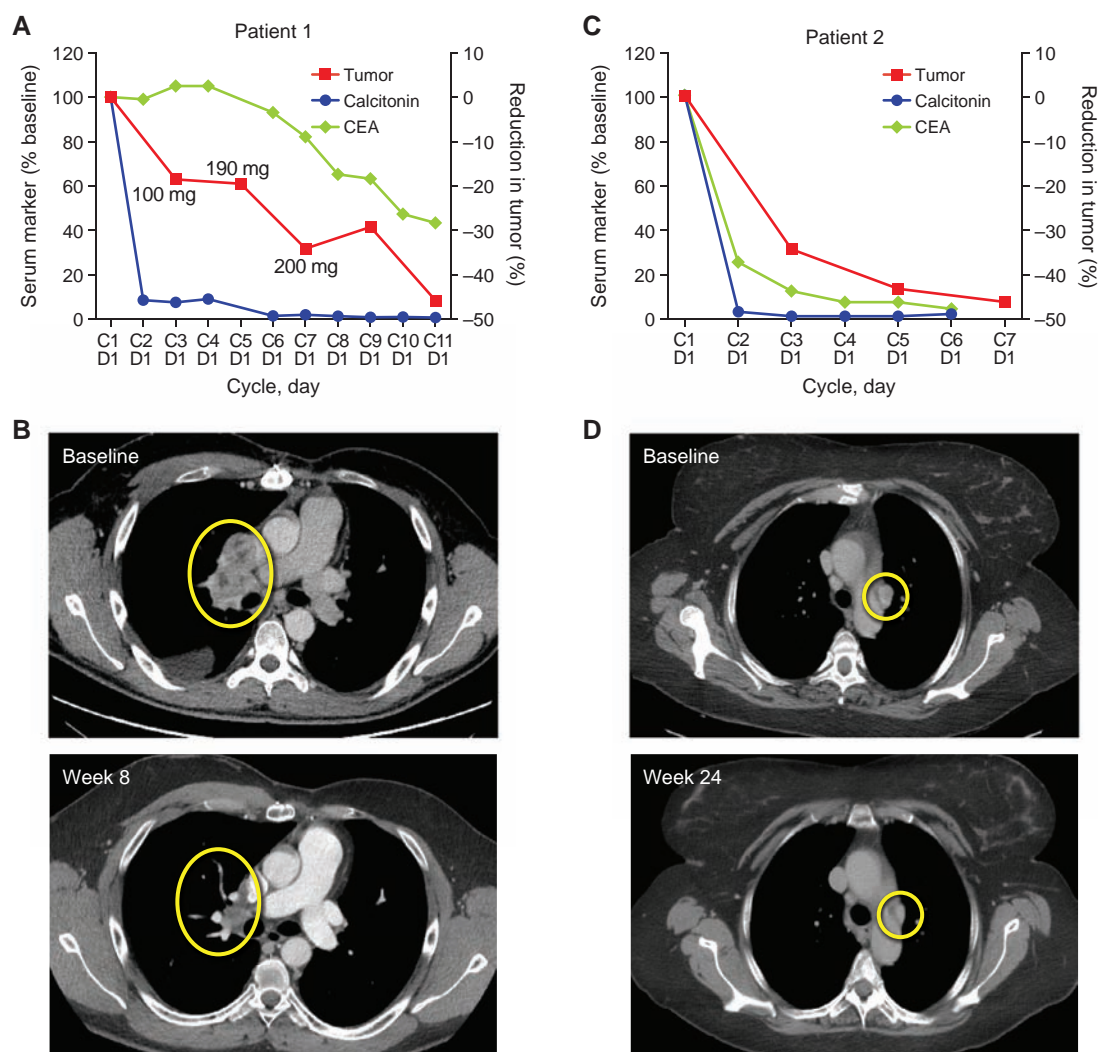 A
Patient 1
120
100
80
60
40
20
0
Serum marker (% baseline)
10
0
–10
–20
–30
–40
–50
Reduction in tumor (%)
Tumor
Calcitonin
CEA
100 mg
190 mg
200 mg
C1 C2 C3 C4 C5 C6 C7 C8 C9 C10 C11
D1 D1 D1 D1 D1 D1 D1 D1 D1 D1 D1
Cycle, day
C
Patient 2
120
100
80
60
40
20
0
Serum marker (% baseline)
10
0
–10
–20
–30
–40
–50
Reduction in tumor (%)
Tumor
Calcitonin
CEA
C1 C2 C3 C4 C5 C6 C7
D1 D1 D1 D1 D1 D1 D1
Cycle, day
B
Baseline
Week 8
D
Baseline
Week 24